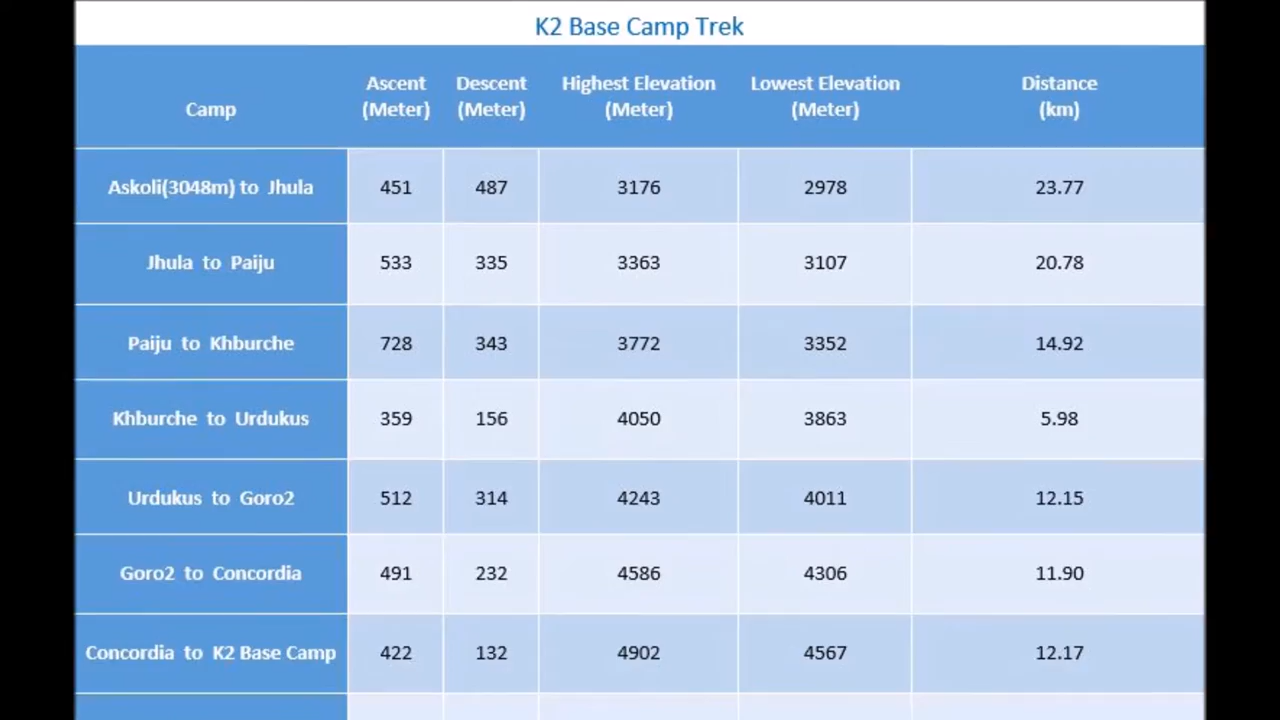 K2 Base Camp Trek
Camp Ascent (Meter) Descent (Meter) Highest Elevation (Meter) Lowest Elevation (Meter) Distance (km)
Askoli(3048m) to Jhula 451 487 3176 2978 23.77
Jhula to Paiju 533 335 3363 3107 20.78
Paiju to Khburche 728 343 3772 3352 14.92
Khburche to Urdukus 359 156 4050 3863 5.98
Urdukus to Goro2 512 314 4243 4011 12.15
Goro2 to Concordia 491 232 4586 4306 11.90
Concordia to K2 Base Camp 422 132 4902 4567 12.17